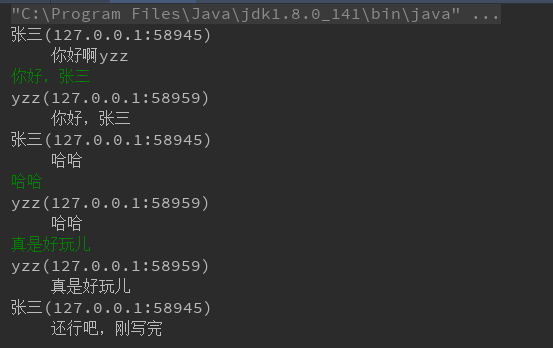 "C:\Program Files\Java\jdk1.8.0_141\bin\java" ...
张三(127.0.0.1:58945)
    你好啊yzz
你好，张三
yzz(127.0.0.1:58959)
    你好，张三
张三(127.0.0.1:58945)
    哈哈
哈哈
yzz(127.0.0.1:58959)
    哈哈
真是好玩儿
yzz(127.0.0.1:58959)
    真是好玩儿
张三(127.0.0.1:58945)
    还行吧，刚写完